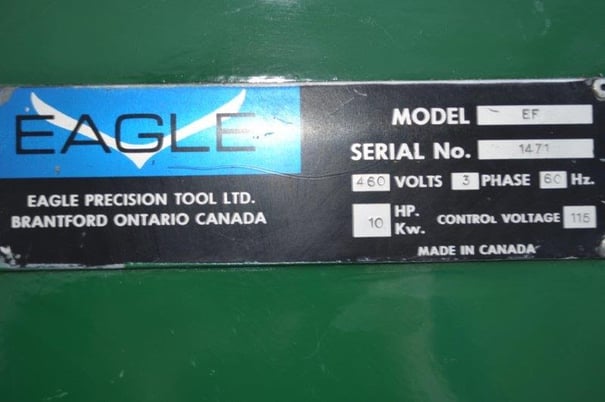 EAGLE
EAGLE PRECISION TOOL LTD.
BRANTFORD ONTARIO CANADA
MODEL EF
SERIAL No. 1471
460 VOLTS 3 PHASE 60 Hz.
10 HP. Kw. CONTROL VOLTAGE 115
MADE IN CANADA